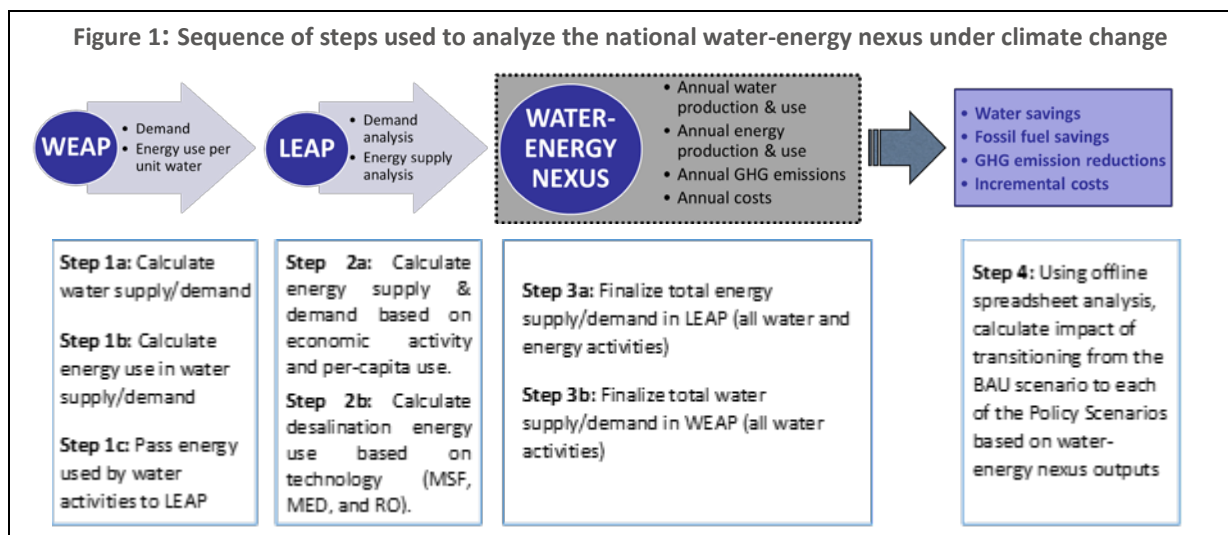 Figure 1: Sequence of steps used to analyze the national water-energy nexus under climate change
WEAP
• Demand
• Energy use per
unit water
LEAP
• Demand
analysis
• Energy supply
analysis
WATER-
ENERGY
NEXUS
• Annual water
production & use
• Annual energy
production & use
• Annual GHG emissions
• Annual costs
• Water savings
• Fossil fuel savings
• GHG emission reductions
• Incremental costs
Step 1a: Calculate
water supply/demand
Step 1b: Calculate
energy use in water
supply/demand
Step 1c: Pass energy
used by water
activities to LEAP
Step 2a: Calculate
energy supply &
demand based on
economic activity
and per-capita use.
Step 2b: Calculate
desalination energy
use based on
technology (MSF,
MED, and RO).
Step 3a: Finalize total energy
supply/demand in LEAP (all water and
energy activities)
Step 3b: Finalize total water
supply/demand in WEAP (all water
activities)
Step 4: Using offline
spreadsheet analysis,
calculate impact of
transitioning from the
BAU scenario to each
of the Policy Scenarios
based on water-
energy nexus outputs